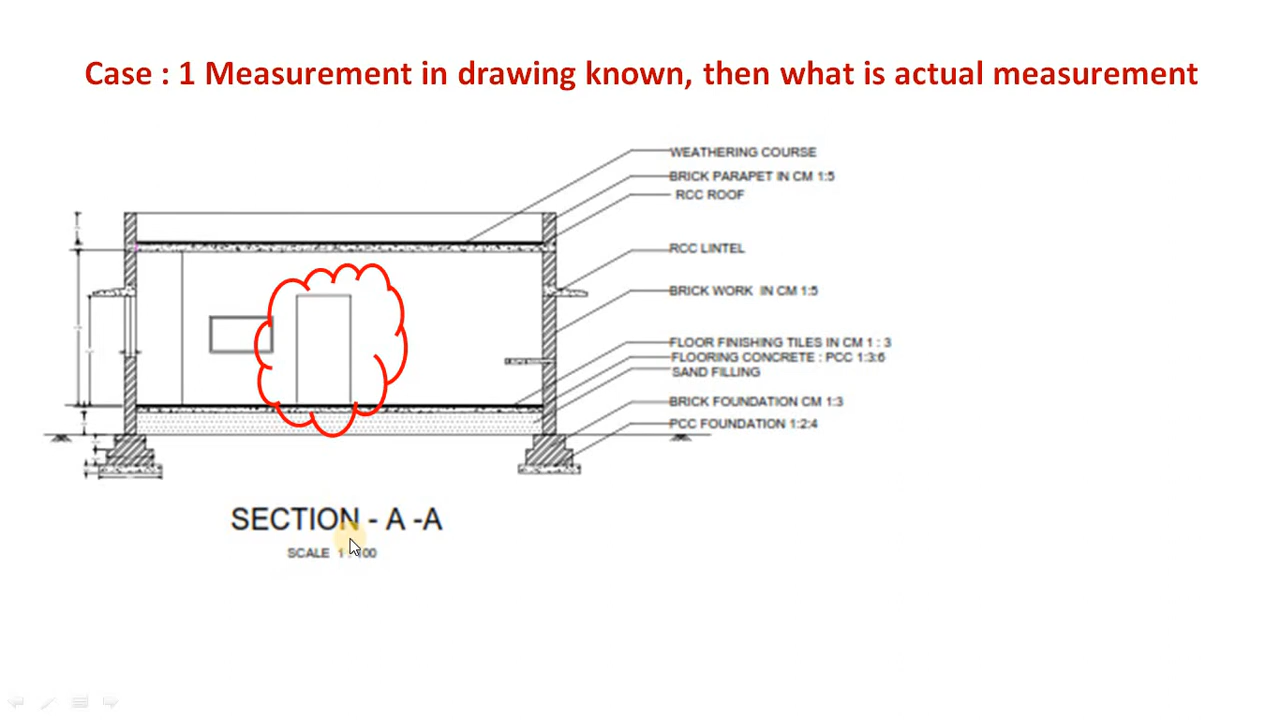 Case : 1 Measurement in drawing known, then what is actual measurement
WEATHERING COURSE
BRICK PARAPET IN CM 1:5
RCC ROOF
RCC LINTEL
BRICK WORK IN CM 1:5
FLOOR FINISHING TILES IN CM 1 : 3
FLOORING CONCRETE : PCC 1:3:6
SAND FILLING
BRICK FOUNDATION CM 1:3
PCC FOUNDATION 1:2:4
SECTION - A -A
SCALE 1